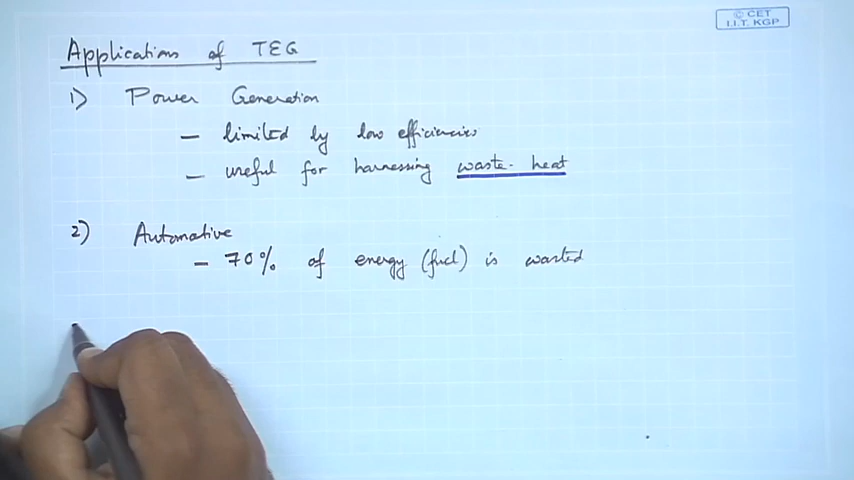 © CET
I.I.T. KGP
Applications of TEG
1) Power Generation
— limited by low efficiencies
— useful for harnessing waste-heat
2) Automative
— 70% of energy (fuel) is wasted